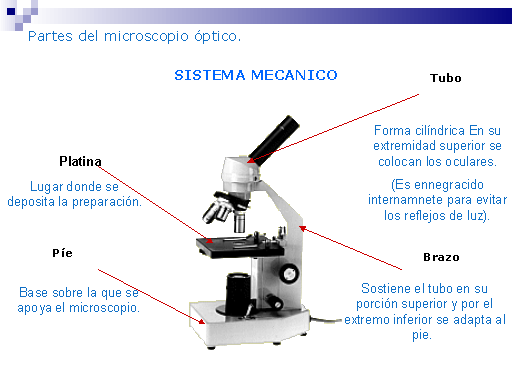 Partes del microscopio óptico.
SISTEMA MECANICO
Tubo
Forma cilíndrica En su
extremidad superior se
colocan los oculares.
(Es ennegracido
internamnete para evitar
los reflejos de luz).
Platina
Lugar donde se
deposita la preparación.
Píe
Base sobre la que se
apoya el microscopio.
Brazo
Sostiene el tubo en su
porción superior y por el
extremo inferior se adapta al
pie.